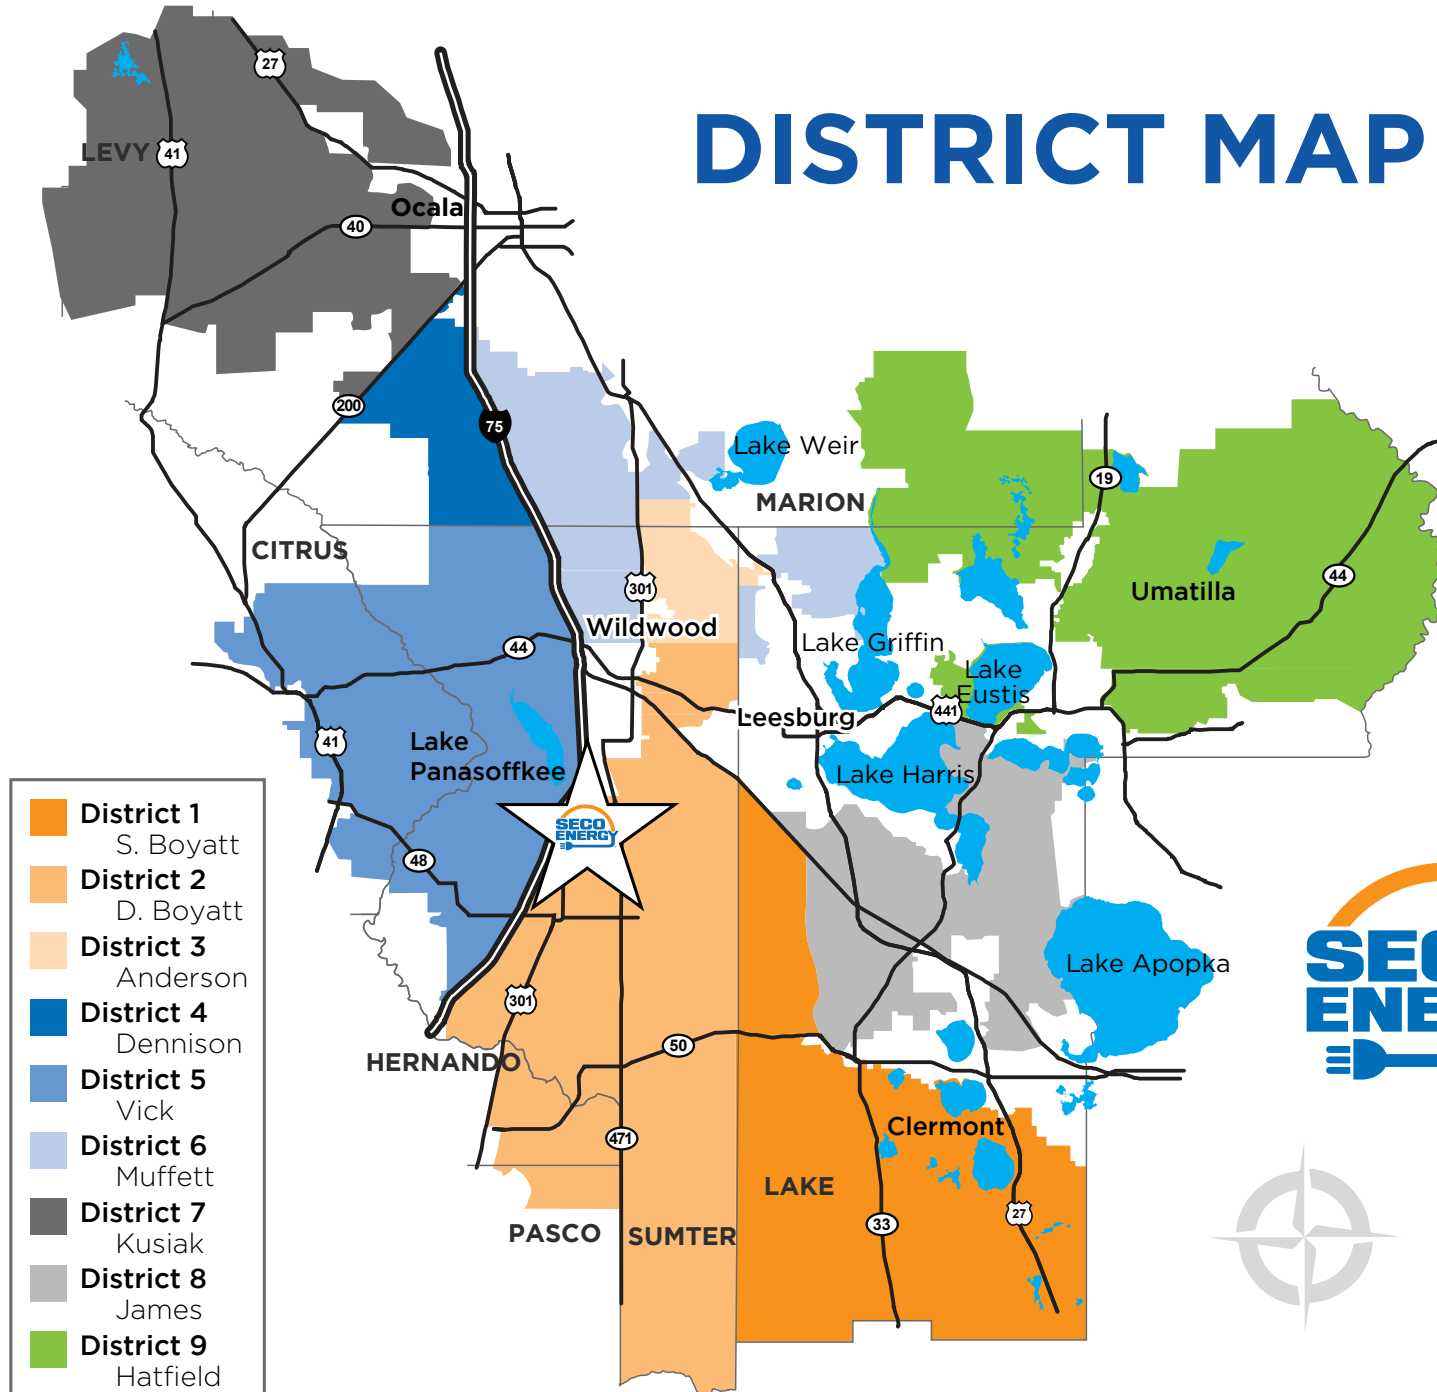 DISTRICT MAP
27
LEVY
41
Ocala
40
200
75
Lake Weir
MARION
19
CITRUS
301
44
Umatilla
Wildwood
44
Lake Griffin
Lake
Eustis
441
Leesburg
41
Lake
Panasoffkee
Lake Harris
SECO
ENERGY
48
Lake Apopka
301
50
HERNANDO
Clermont
471
LAKE
PASCO
SUMTER
33
27
District 1
S. Boyatt
District 2
D. Boyatt
District 3
Anderson
District 4
Dennison
District 5
Vick
District 6
Muffett
District 7
Kusiak
District 8
James
District 9
Hatfield